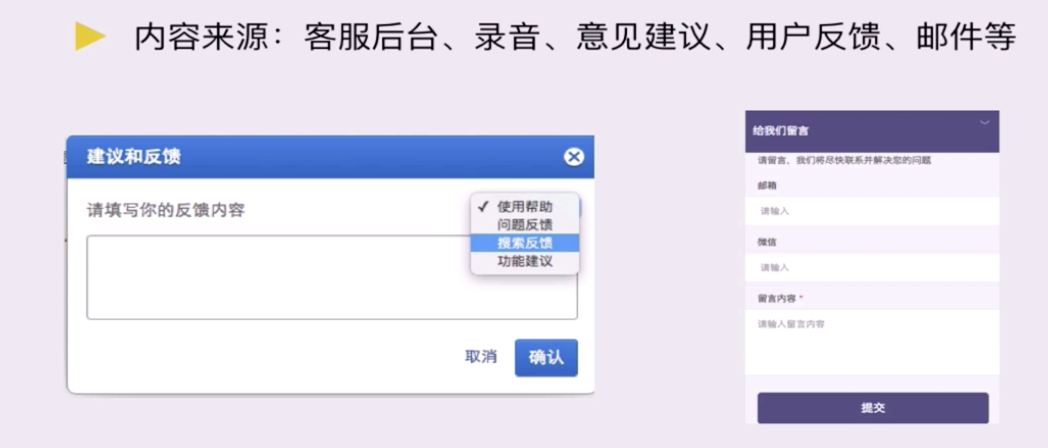 内容来源：客服后台、录音、意见建议、用户反馈、邮件等
建议和反馈
请填写你的反馈内容
✓ 使用帮助
问题反馈
搜索反馈
功能建议
取消 确认
给我们留言
请留言，我们将尽快联系并解决您的问题
邮箱
请输入
微信
请输入
留言内容 *
请输入留言内容
提交